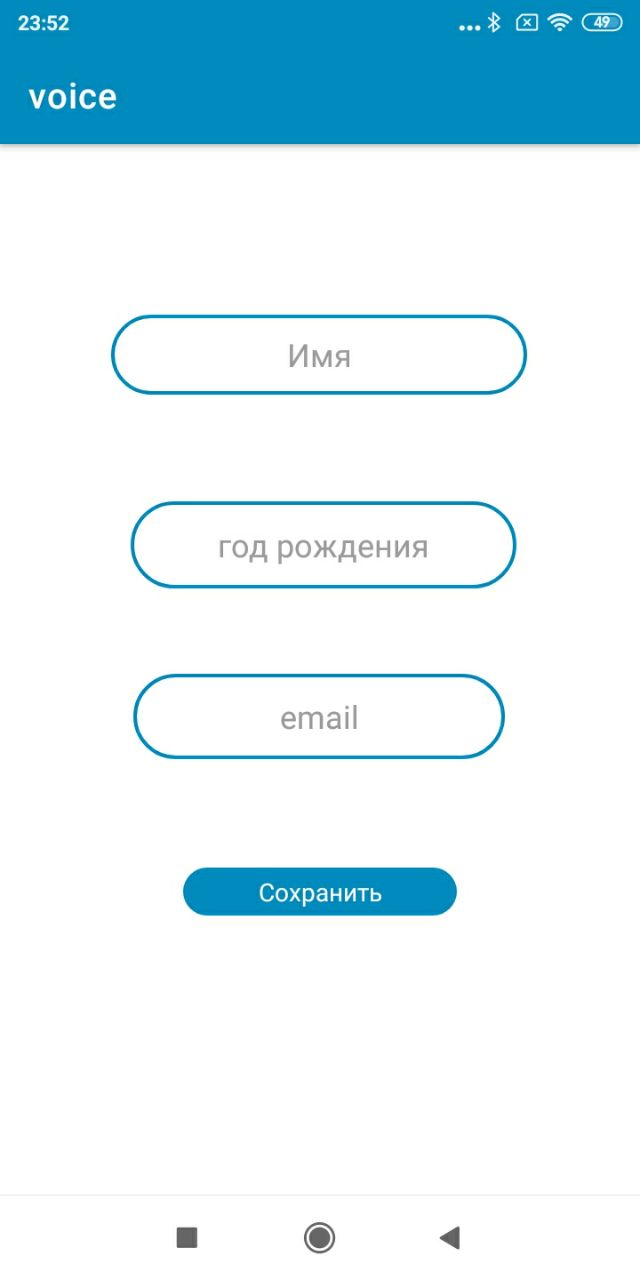 23:52
49
voice
Имя
год рождения
email
Сохранить